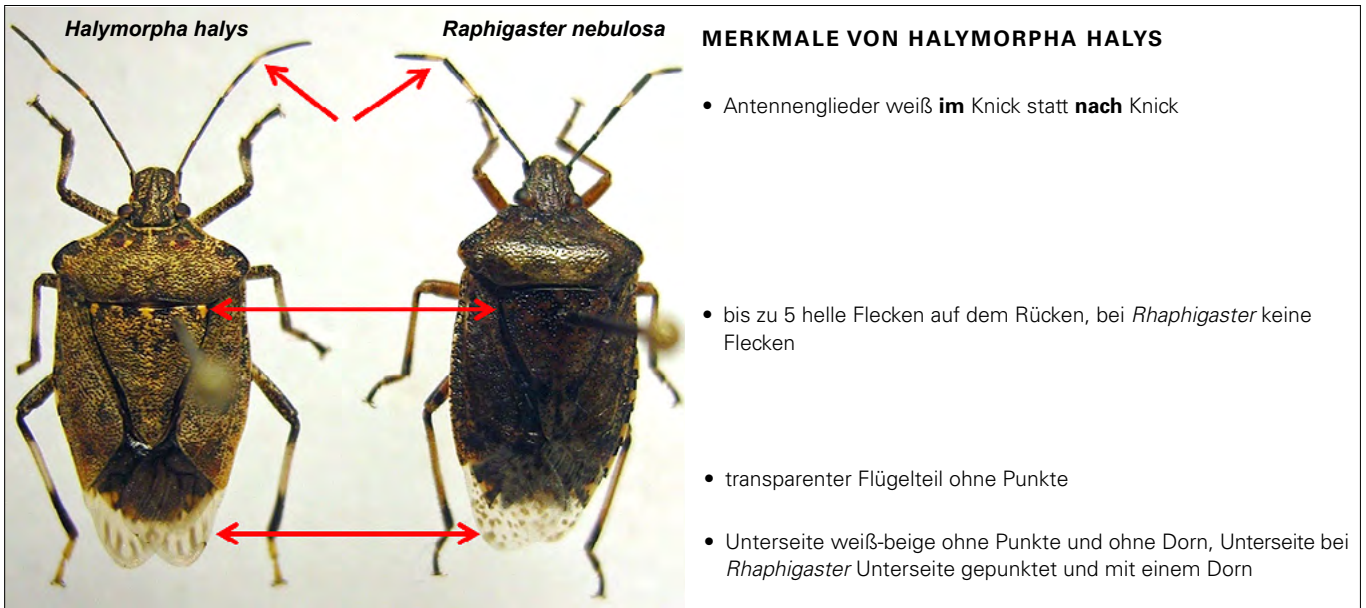 Halymorpha halys
Raphigaster nebulosa
MERKMALE VON HALYMORPHA HALYS
• Antennenglieder weiß im Knick statt nach Knick
• bis zu 5 helle Flecken auf dem Rücken, bei Rhaphigaster keine
Flecken
• transparenter Flügelteil ohne Punkte
• Unterseite weiß-beige ohne Punkte und ohne Dorn, Unterseite bei
Rhaphigaster Unterseite gepunktet und mit einem Dorn